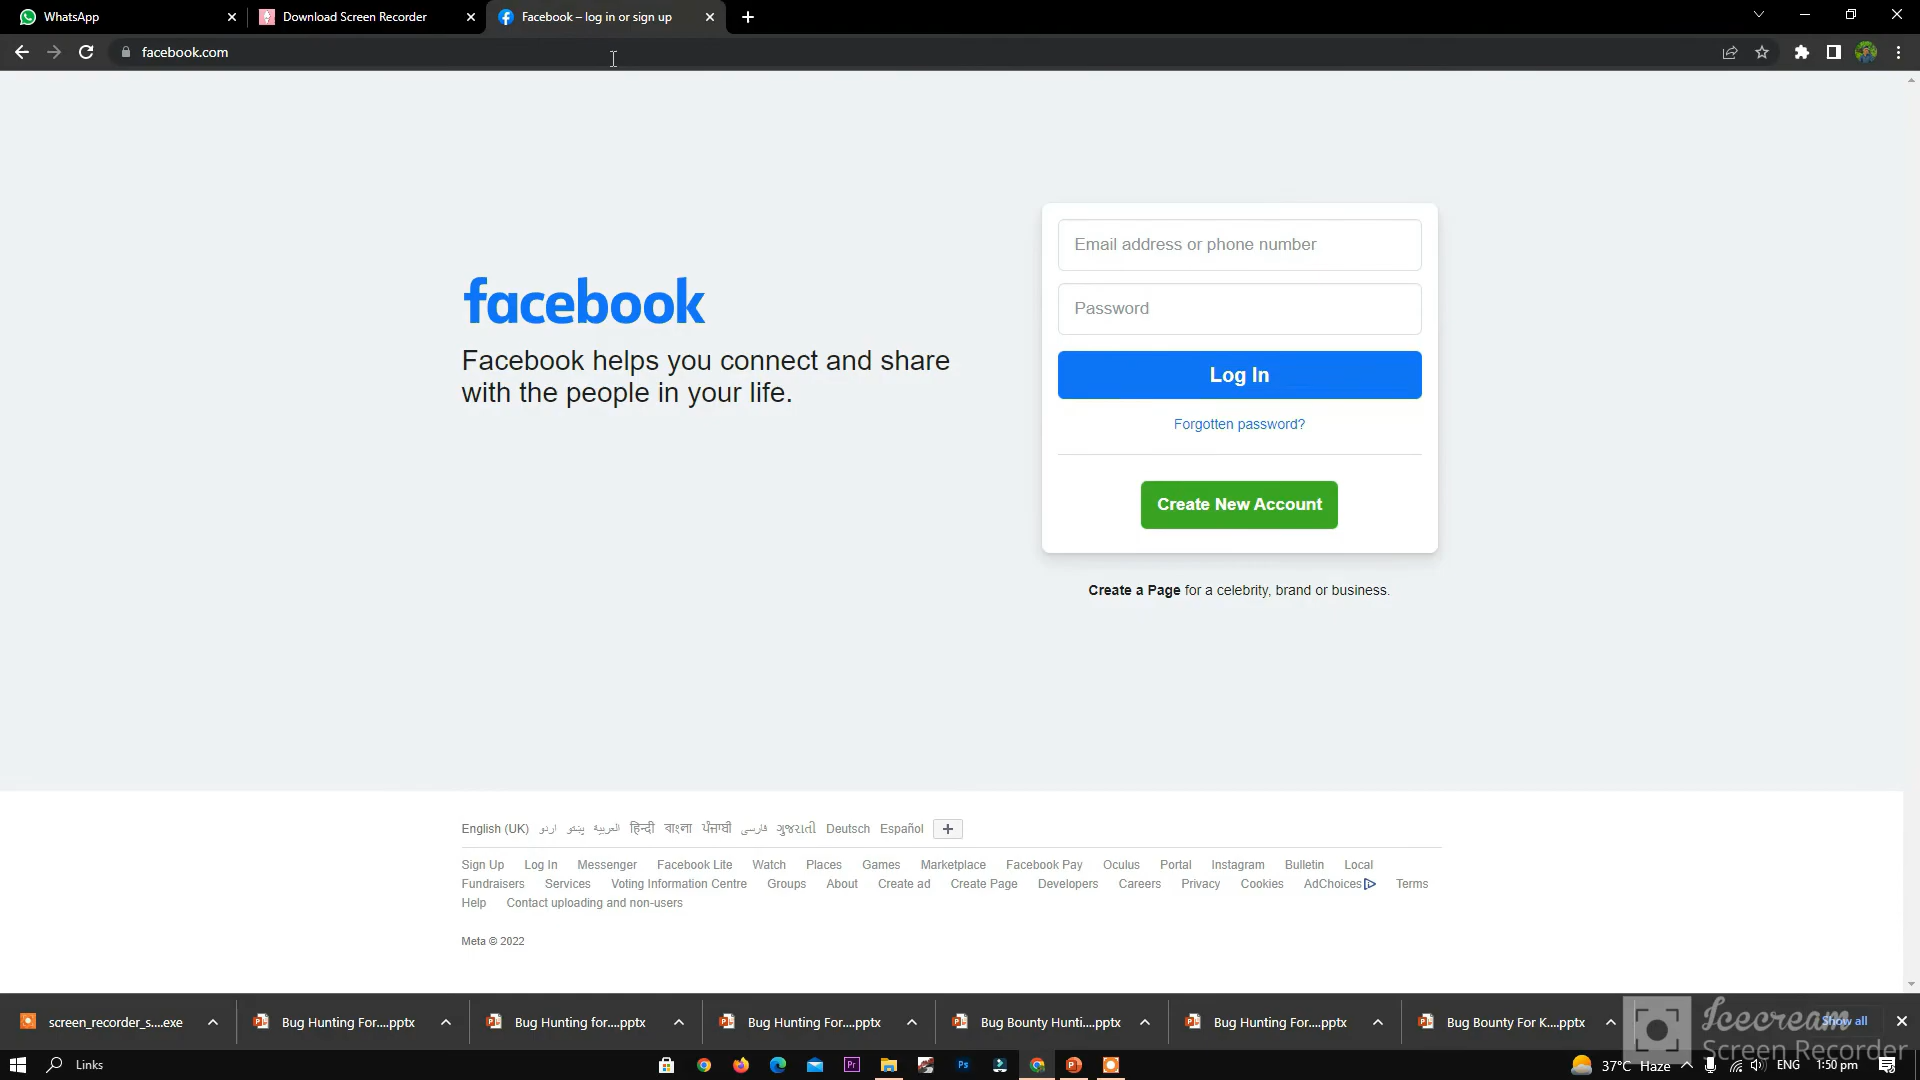 WhatsApp
Download Screen Recorder
Facebook – log in or sign up
facebook.com
facebook
Facebook helps you connect and share
with the people in your life.
Email address or phone number
Password
Log In
Forgotten password?
Create New Account
Create a Page for a celebrity, brand or business.
English (UK) اردو پښتو العربية हिन्दी বাংলা ਪੰਜਾਬੀ فارسی ગુજરાતી Deutsch Español
Sign Up Log In Messenger Facebook Lite Watch Places Games Marketplace Facebook Pay Oculus Portal Instagram Bulletin Local
Fundraisers Services Voting Information Centre Groups About Create ad Create Page Developers Careers Privacy Cookies AdChoices Terms
Help Contact uploading and non-users
Meta © 2022
screen_recorder_s....exe Bug Hunting For....pptx Bug Hunting for....pptx Bug Hunting For....pptx Bug Bounty Hunti....pptx Bug Hunting For....pptx Bug Bounty For K....pptx Show all
Icecream
Screen Recorder
Links Pr Ps 37°C Haze ENG 1:50 pm